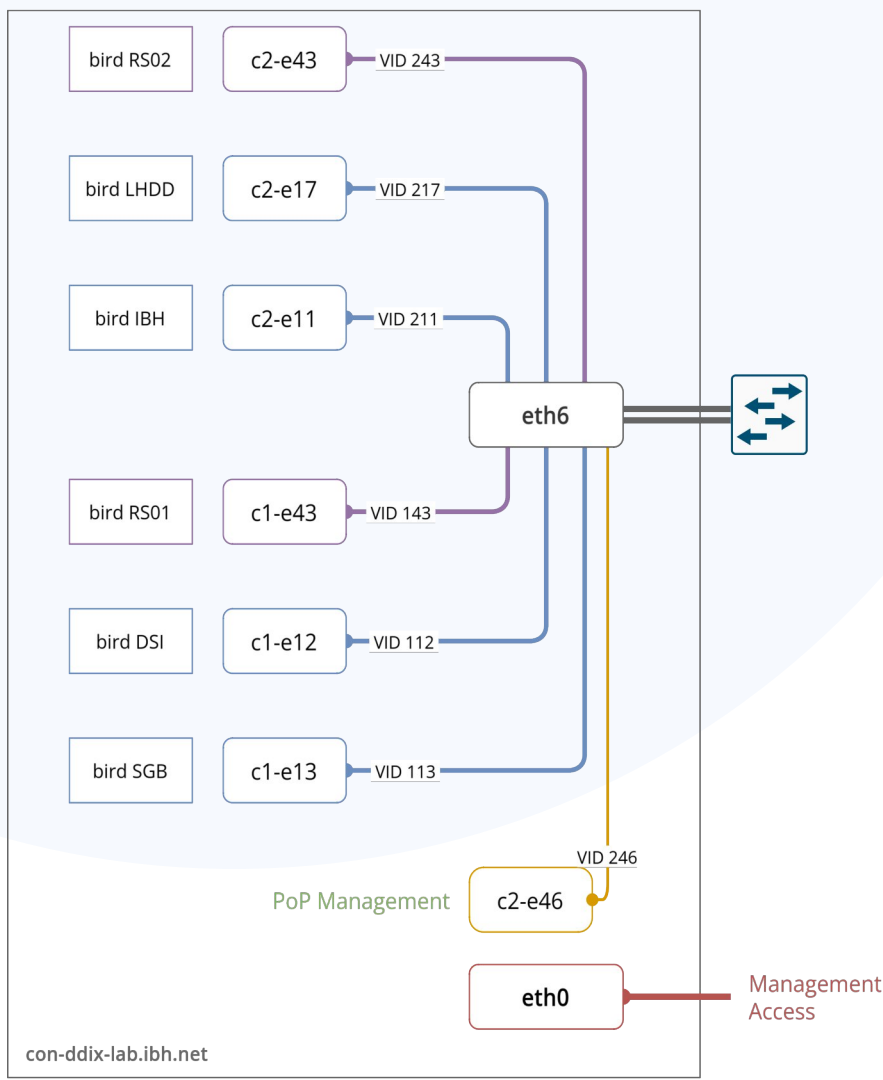 bird RS02
c2-e43
VID 243
bird LHDD
c2-e17
VID 217
bird IBH
c2-e11
VID 211
eth6
bird RS01
c1-e43
VID 143
bird DSI
c1-e12
VID 112
bird SGB
c1-e13
VID 113
VID 246
PoP Management
c2-e46
eth0
Management
Access
con-ddix-lab.ibh.net